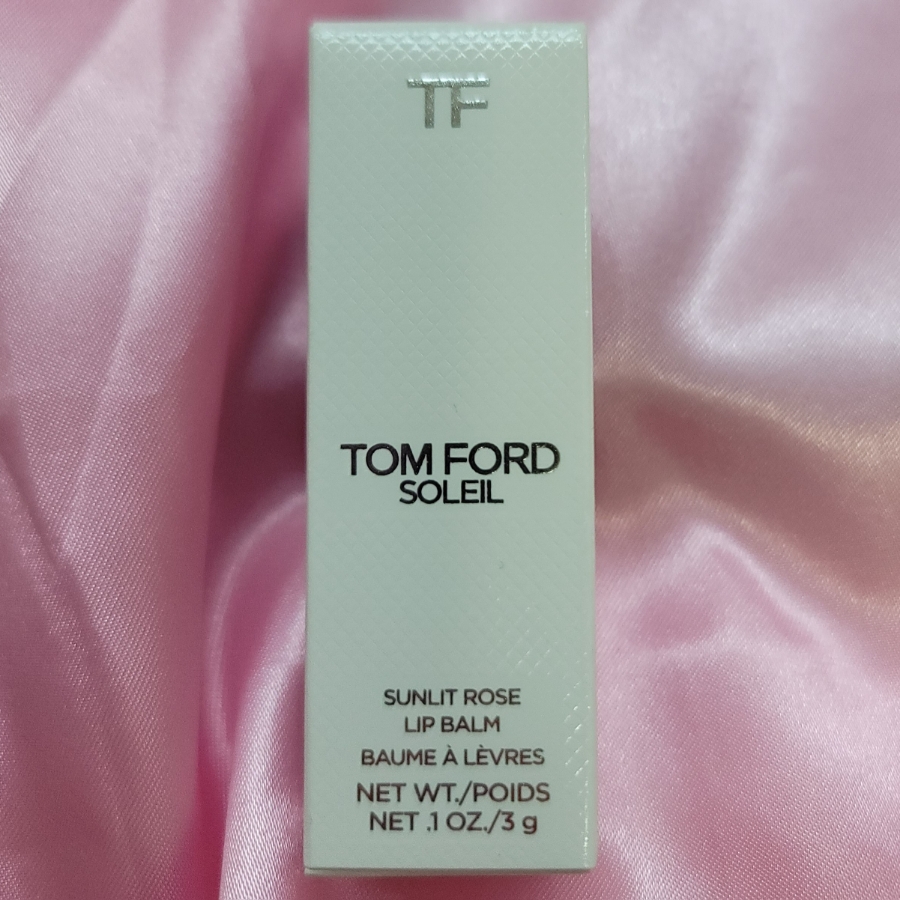 TF
TOM FORD
SOLEIL
SUNLIT ROSE
LIP BALM
BAUME À LÈVRES
NET WT./POIDS
NET .1 OZ./3 g